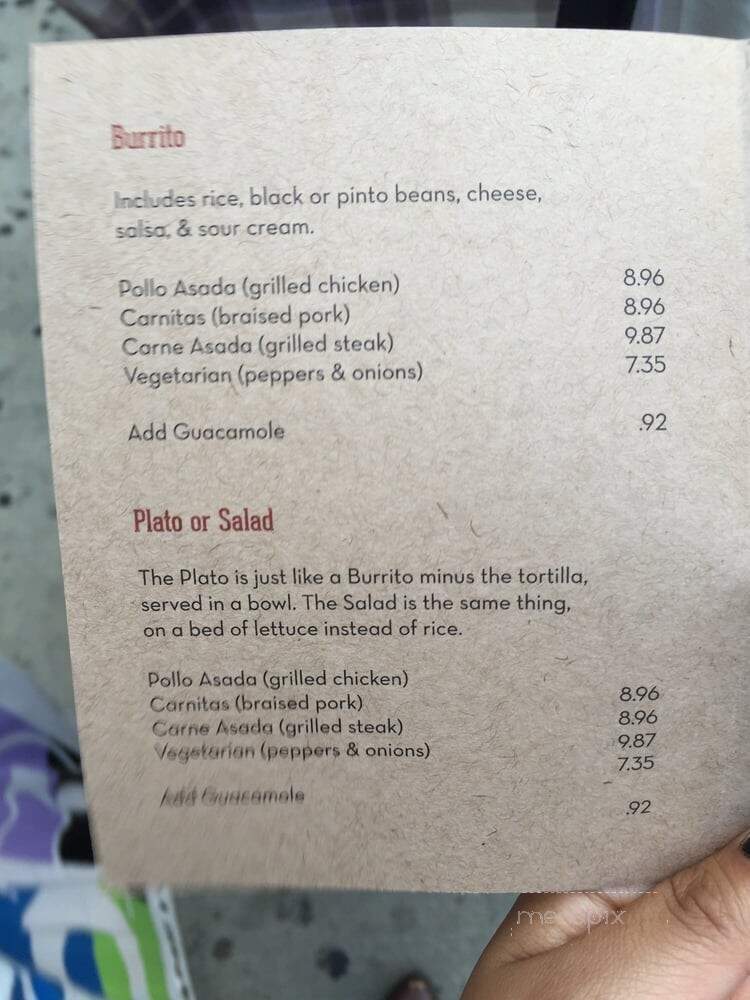 Burrito
Includes rice, black or pinto beans, cheese,
salsa, & sour cream.
Pollo Asada (grilled chicken) 8.96
Carnitas (braised pork) 8.96
Carne Asada (grilled steak) 9.87
Vegetarian (peppers & onions) 7.35
Add Guacamole .92
Plato or Salad
The Plato is just like a Burrito minus the tortilla,
served in a bowl. The Salad is the same thing,
on a bed of lettuce instead of rice.
Pollo Asada (grilled chicken) 8.96
Carnitas (braised pork) 8.96
Carne Asada (grilled steak) 9.87
Vegetarian (peppers & onions) 7.35
Add Guacamole .92